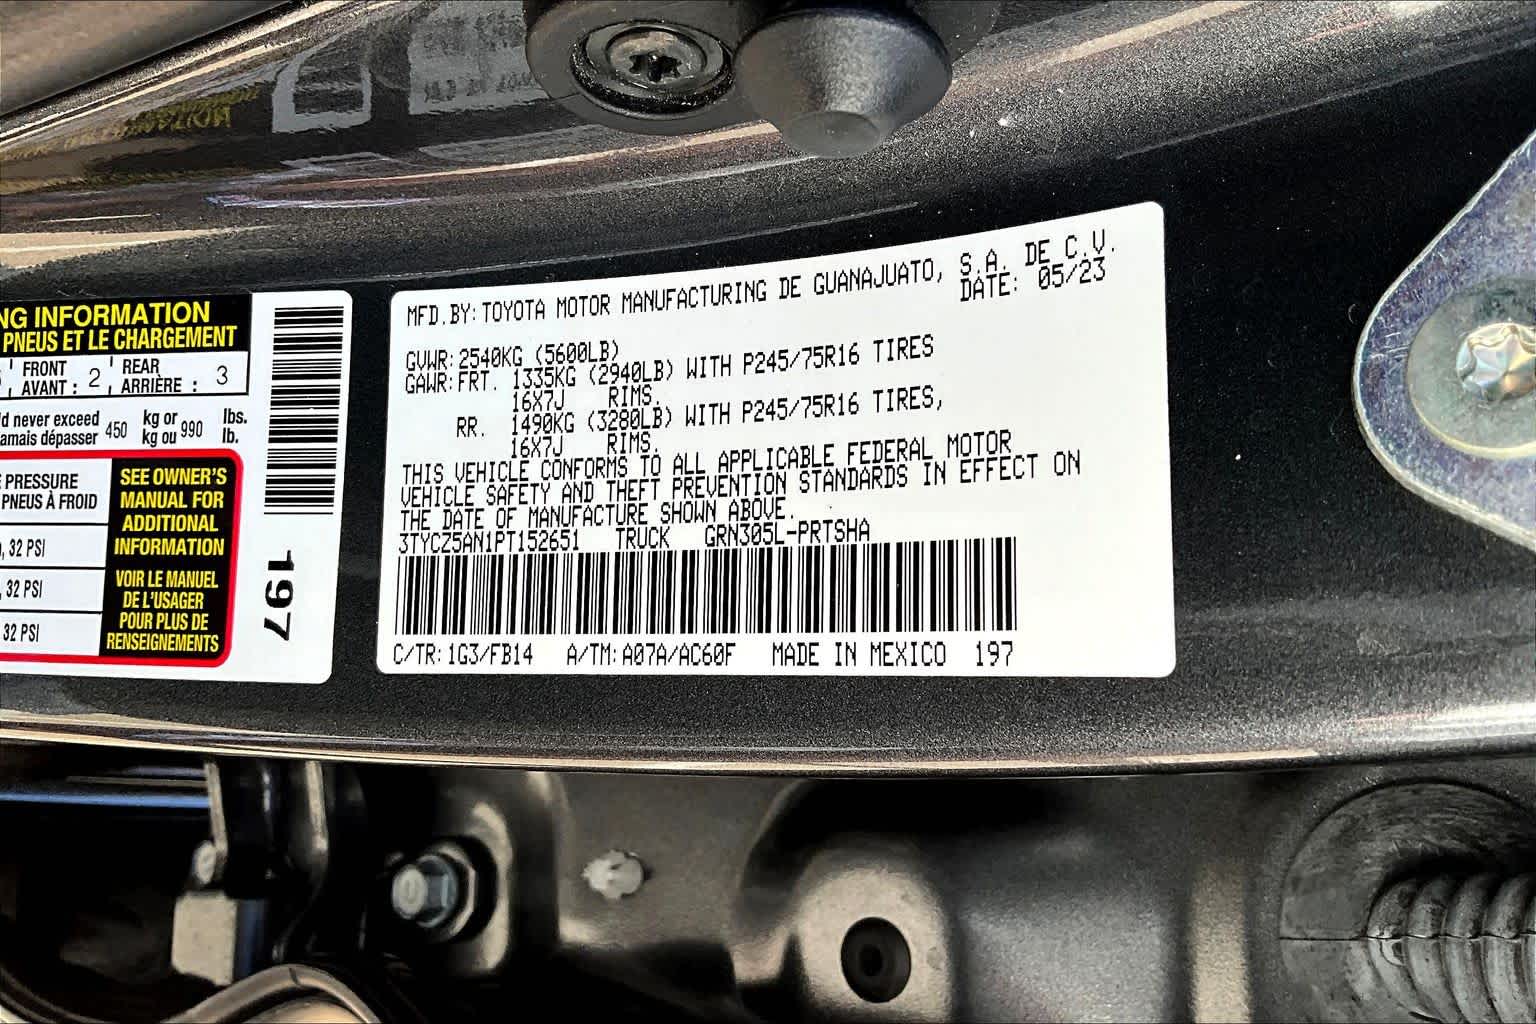 NG INFORMATION
PNEUS ET LE CHARGEMENT
FRONT
AVANT : 2
REAR
ARRIÈRE : 3
never exceed 450 kg or 990 lbs.
jamais dépasser kg ou lb.
PRESSURE
PNEUS À FROID
32 PSI
32 PSI
32 PSI
SEE OWNER'S
MANUAL FOR
ADDITIONAL
INFORMATION
VOIR LE MANUEL
DE L'USAGER
POUR PLUS DE
RENSEIGNEMENTS
197
MFD.BY:TOYOTA MOTOR MANUFACTURING DE GUANAJUATO, S.A. DE C.V.
DATE: 05/23
GVWR:2540KG (5600LB)
GAWR:FRT. 1335KG (2940LB) WITH P245/75R16 TIRES
16X7J RIMS.
RR. 1490KG (3280LB) WITH P245/75R16 TIRES,
16X7J RIMS.
THIS VEHICLE CONFORMS TO ALL APPLICABLE FEDERAL MOTOR
VEHICLE SAFETY AND THEFT PREVENTION STANDARDS IN EFFECT ON
THE DATE OF MANUFACTURE SHOWN ABOVE.
3TYCZ5AN1PT152651 TRUCK GRN305L-PRTSHA
C/TR:1G3/FB14 A/TM:A07A/AC60F MADE IN MEXICO 197